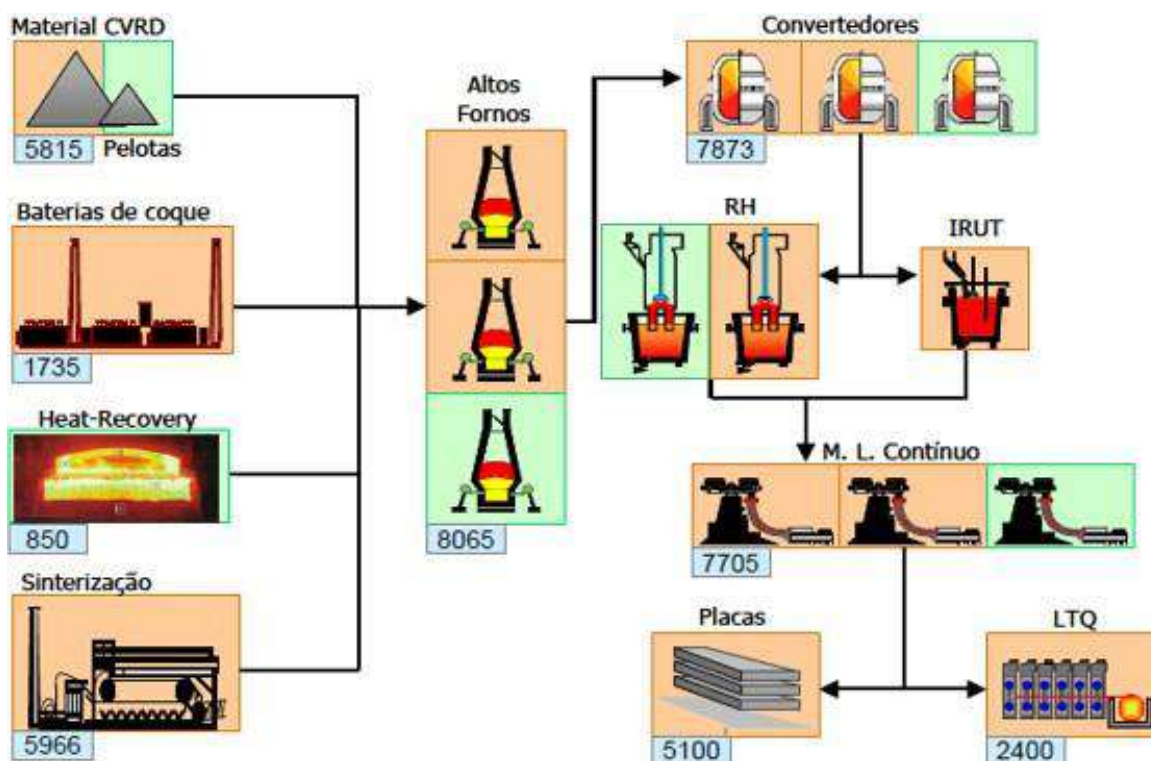 Material CVRD
5815
Pelotas
Baterias de coque
1735
Heat-Recovery
850
Sinterização
5966
Altos
Fornos
8065
Convertedores
7873
RH
IRUT
M. L. Contínuo
7705
Placas
5100
LTQ
2400